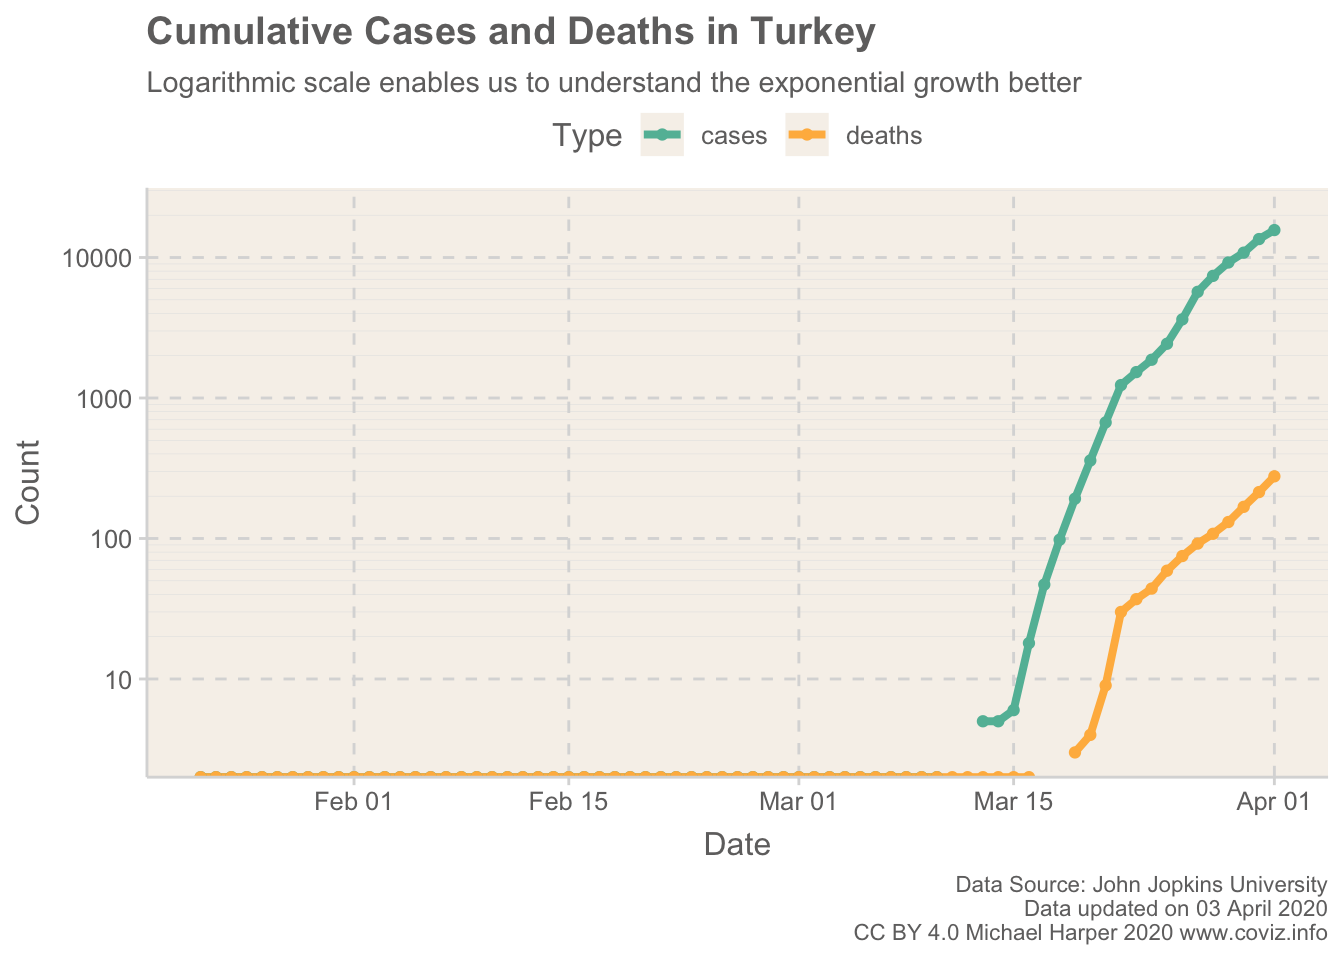 Cumulative Cases and Deaths in Turkey
Logarithmic scale enables us to understand the exponential growth better
Type cases deaths
10000
1000
100
10
Count
Feb 01 Feb 15 Mar 01 Mar 15 Apr 01
Date
Data Source: John Jopkins University
Data updated on 03 April 2020
CC BY 4.0 Michael Harper 2020 www.coviz.info